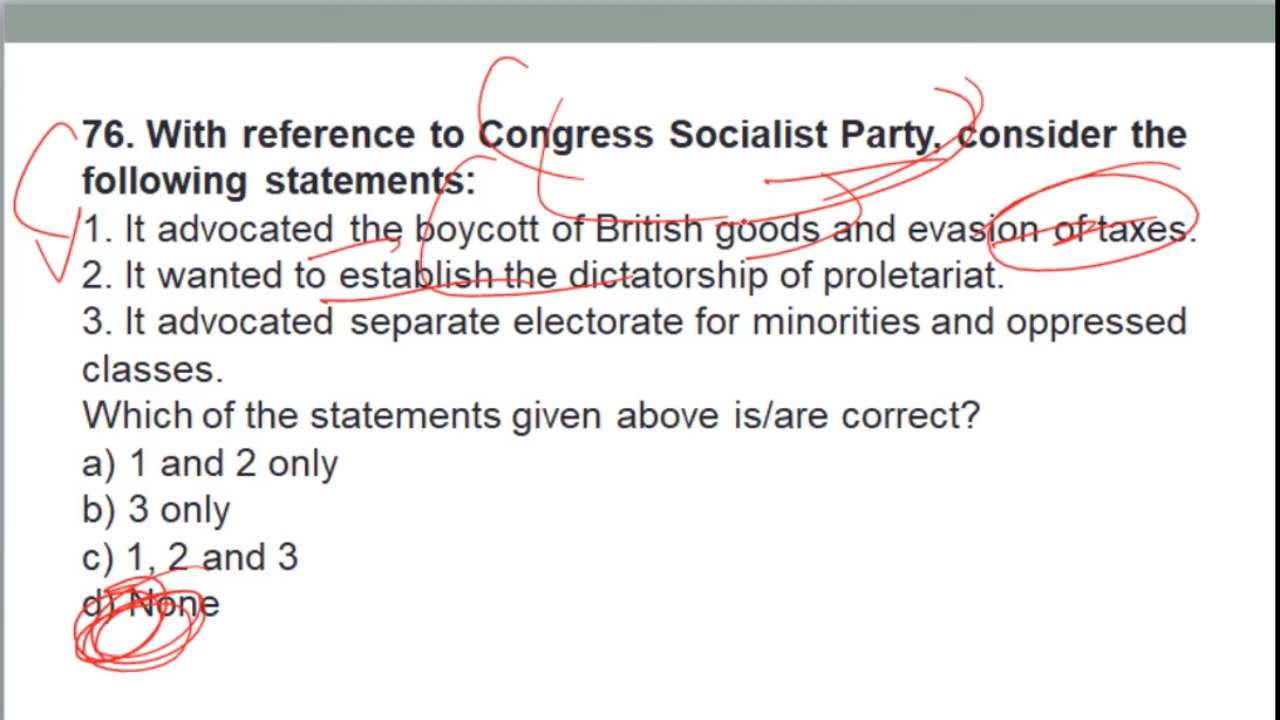 76. With reference to Congress Socialist Party, consider the
following statements:
1. It advocated the boycott of British goods and evasion of taxes.
2. It wanted to establish the dictatorship of proletariat.
3. It advocated separate electorate for minorities and oppressed
classes.
Which of the statements given above is/are correct?
a) 1 and 2 only
b) 3 only
c) 1, 2 and 3
d) None